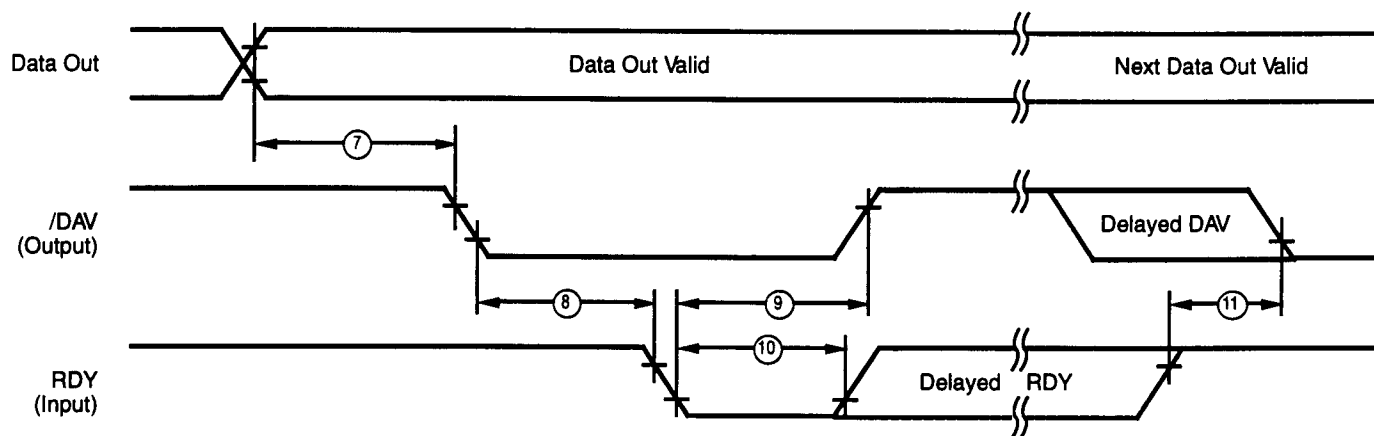 Data Out
Data Out Valid
Next Data Out Valid
7
/DAV
(Output)
Delayed DAV
8
9
11
10
RDY
(Input)
Delayed RDY